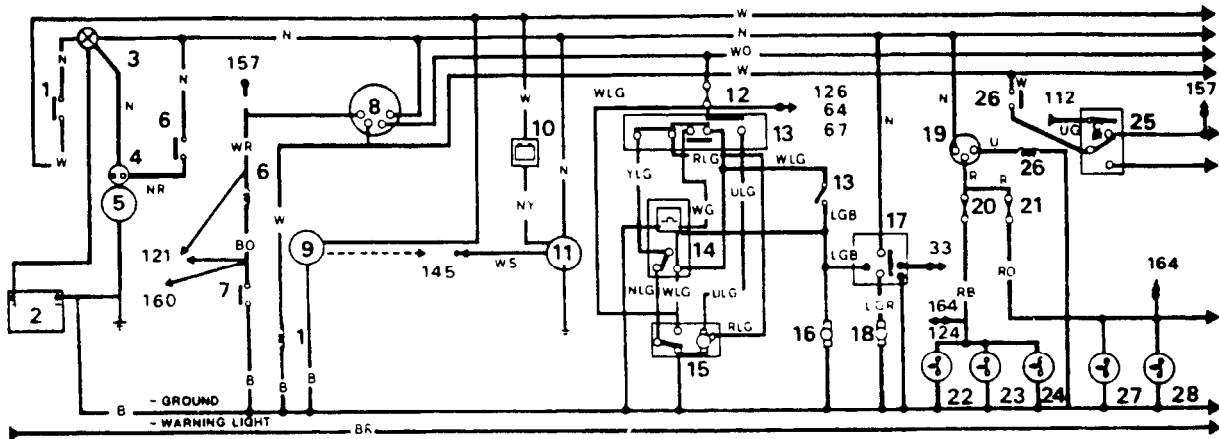 W
N
WO
W
157
N
3
N
1
N
W
8
WLG
12
126
64
67
W
26
112
UG
25
157
6
4
NR
5
WR
6
W
10
13
RLG
YLG
WLG
ULG
WG
13
N
N
19
U
26
R
R
20
21
W
N
NY
14
LGB
17
33
BO
121
160
7
9
145
WS
11
NLG
WLG
ULG
LGB
LGR
RB
RO
164
164
124
2
1
RLG
15
16
18
22
23
24
27
28
B
B
B
B
- GROUND
- WARNING LIGHT
BR